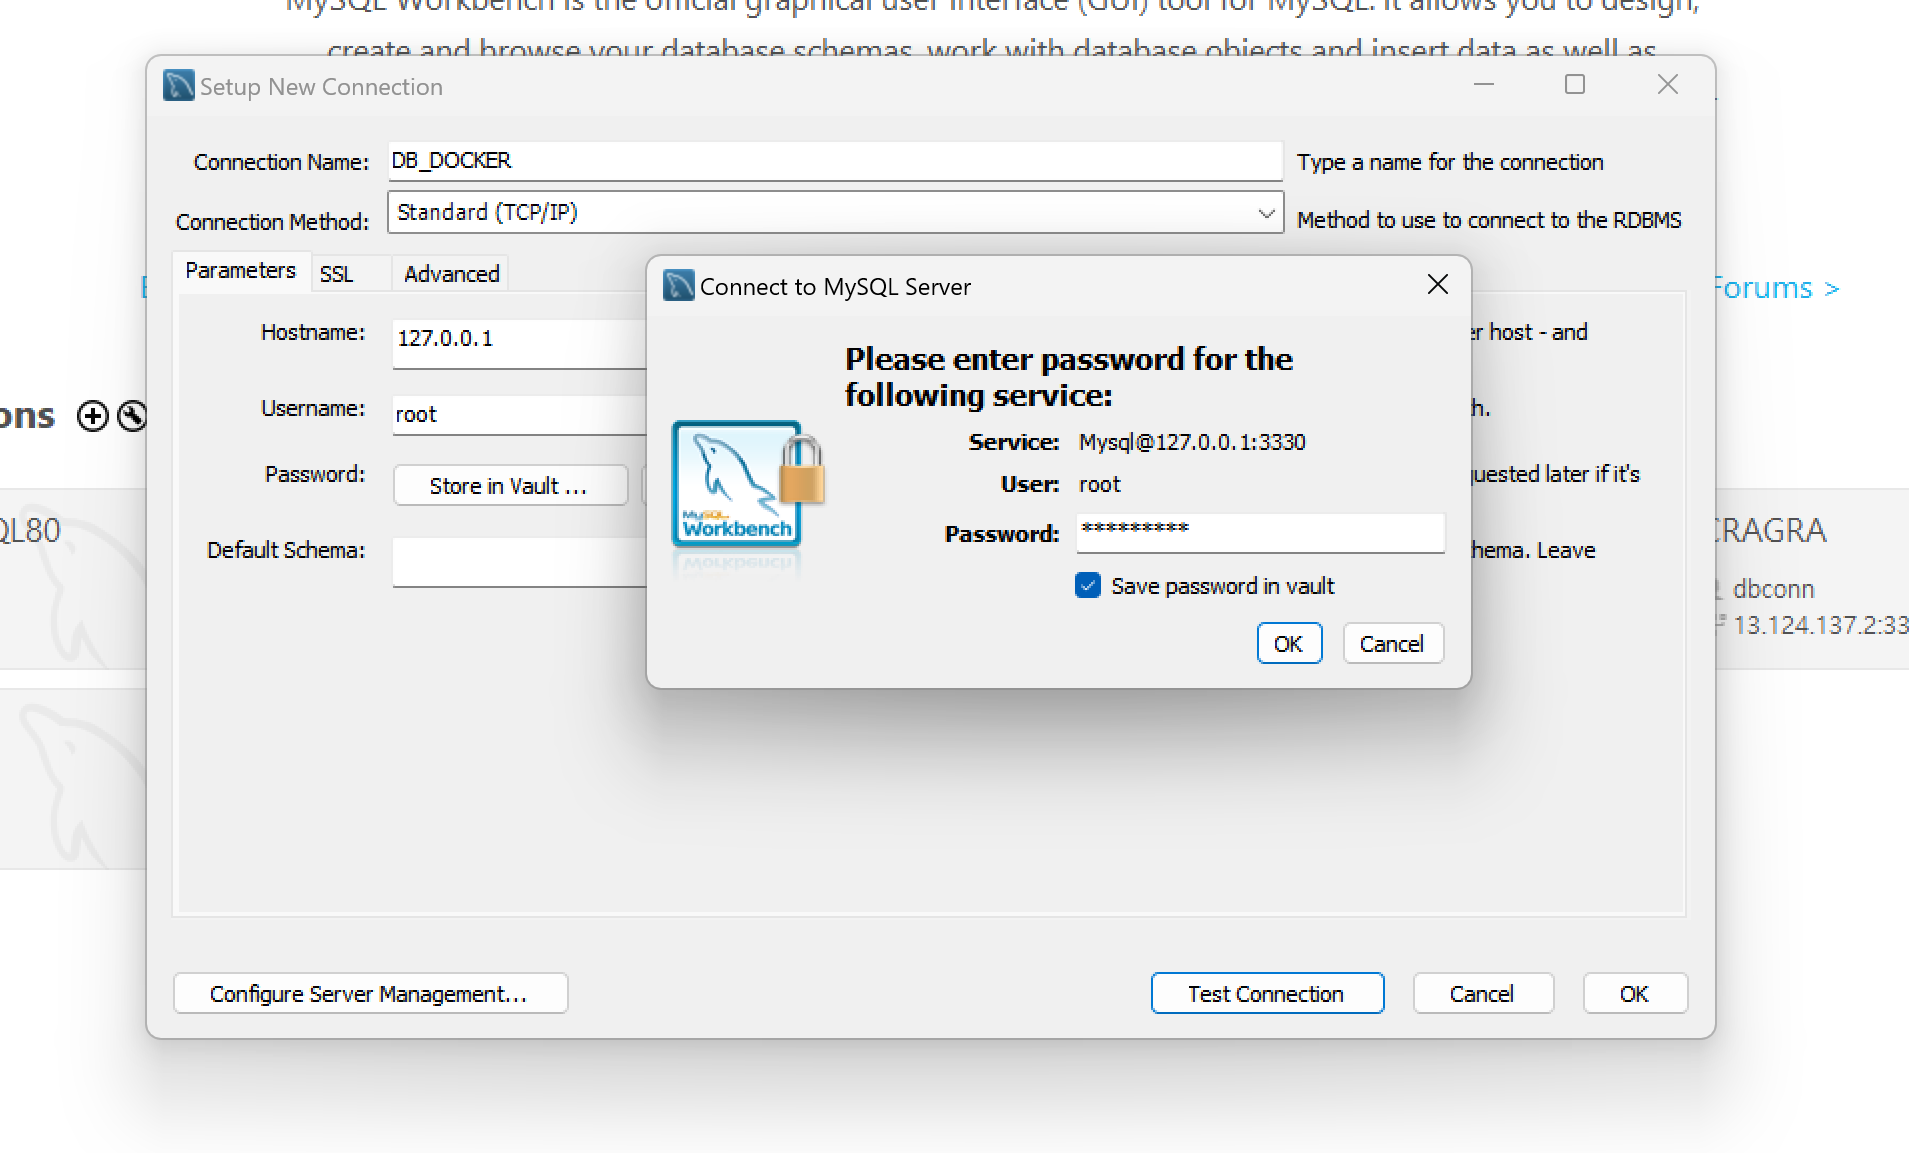 MySQL Workbench is the official graphical user interface (GUI) tool for MySQL. It allows you to design,
create and browse your database schemas, work with database objects and insert data as well as
Setup New Connection
Connection Name: DB_DOCKER Type a name for the connection
Connection Method: Standard (TCP/IP) Method to use to connect to the RDBMS
Parameters SSL Advanced
Connect to MySQL Server
Forums >
Hostname: 127.0.0.1
er host - and
Please enter password for the
following service:
Username: root
h.
ons
Service: Mysql@127.0.0.1:3330
Password: Store in Vault ...
uested later if it's
User: root
QL80
CRAGRA
Password: *********
MySQL
Workbench
Default Schema:
hema. Leave
Save password in vault
dbconn
13.124.137.2:33
OK Cancel
Configure Server Management...
Test Connection Cancel OK